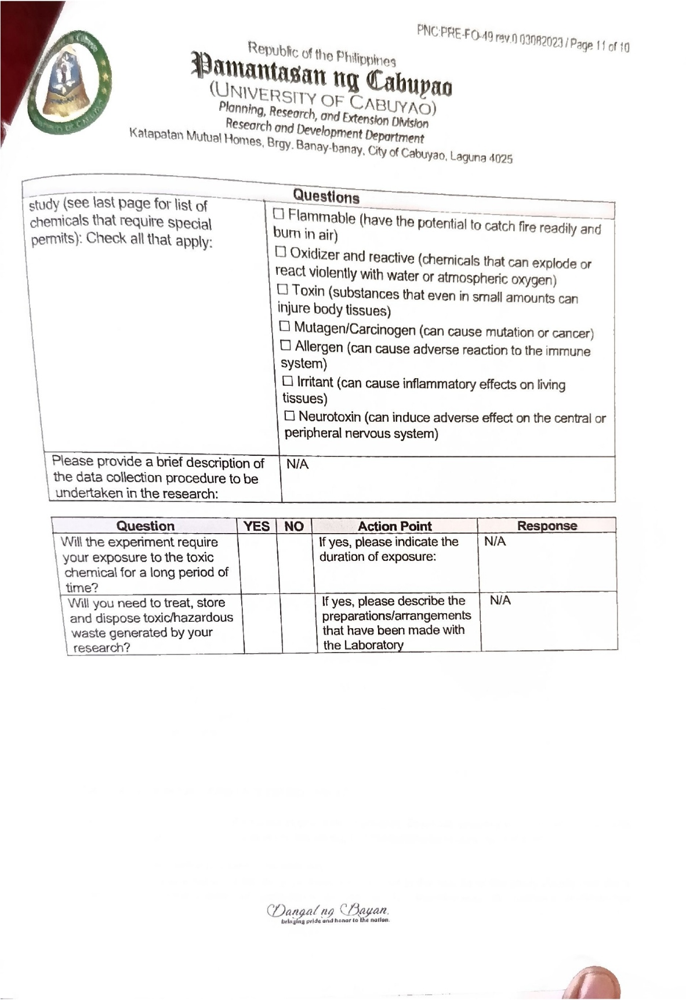 PNC:PRE-FO-49 rev.0 03082023 / Page 11 of 10
Republic of the Philippines
Pamantasan ng Cabuyao
(UNIVERSITY OF CABUYAO)
Planning, Research, and Extension Division
Research and Development Department
Katapatan Mutual Homes, Brgy. Banay-banay, City of Cabuyao, Laguna 4025
Questions
study (see last page for list of
chemicals that require special
permits): Check all that apply:
☐ Flammable (have the potential to catch fire readily and
burn in air)
☐ Oxidizer and reactive (chemicals that can explode or
react violently with water or atmospheric oxygen)
☐ Toxin (substances that even in small amounts can
injure body tissues)
☐ Mutagen/Carcinogen (can cause mutation or cancer)
☐ Allergen (can cause adverse reaction to the immune
system)
☐ Irritant (can cause inflammatory effects on living
tissues)
☐ Neurotoxin (can induce adverse effect on the central or
peripheral nervous system)
Please provide a brief description of
the data collection procedure to be
undertaken in the research:
N/A
Question YES NO Action Point Response
Will the experiment require
your exposure to the toxic
chemical for a long period of
time?
If yes, please indicate the
duration of exposure:
N/A
Will you need to treat, store
and dispose toxic/hazardous
waste generated by your
research?
If yes, please describe the
preparations/arrangements
that have been made with
the Laboratory
N/A
Dangal ng Bayan.
bringing pride and honor to the nation.